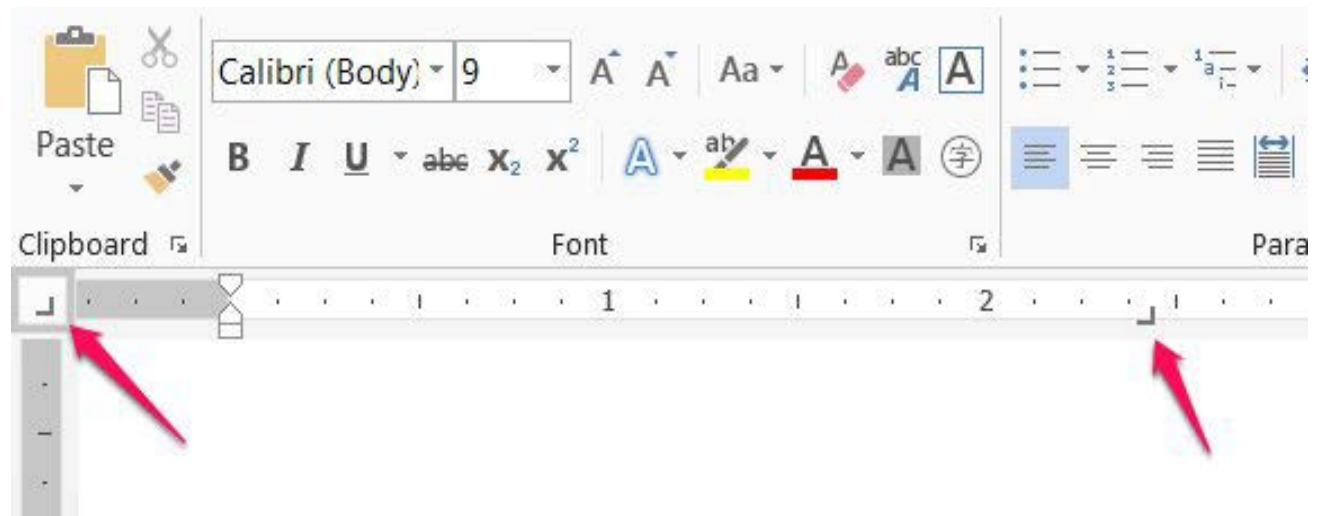 Calibri (Body) 9 A A Aa abc A A
Paste B I U abc X₂ X² A ab A A 字
Clipboard Font Para
1 2